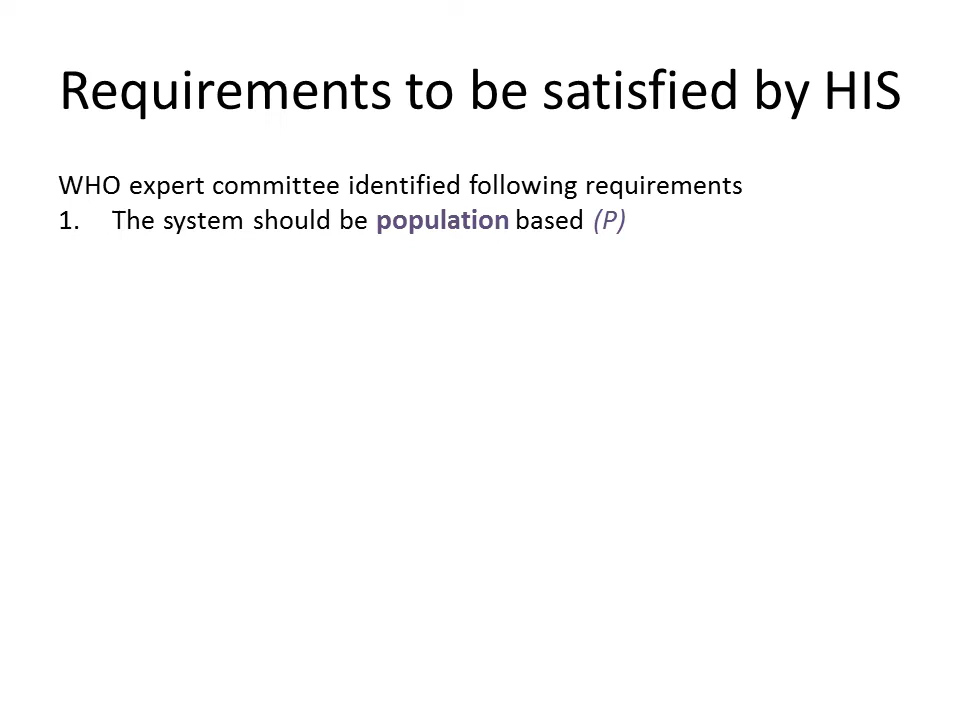 Requirements to be satisfied by HIS
WHO expert committee identified following requirements
1. The system should be population based (P)